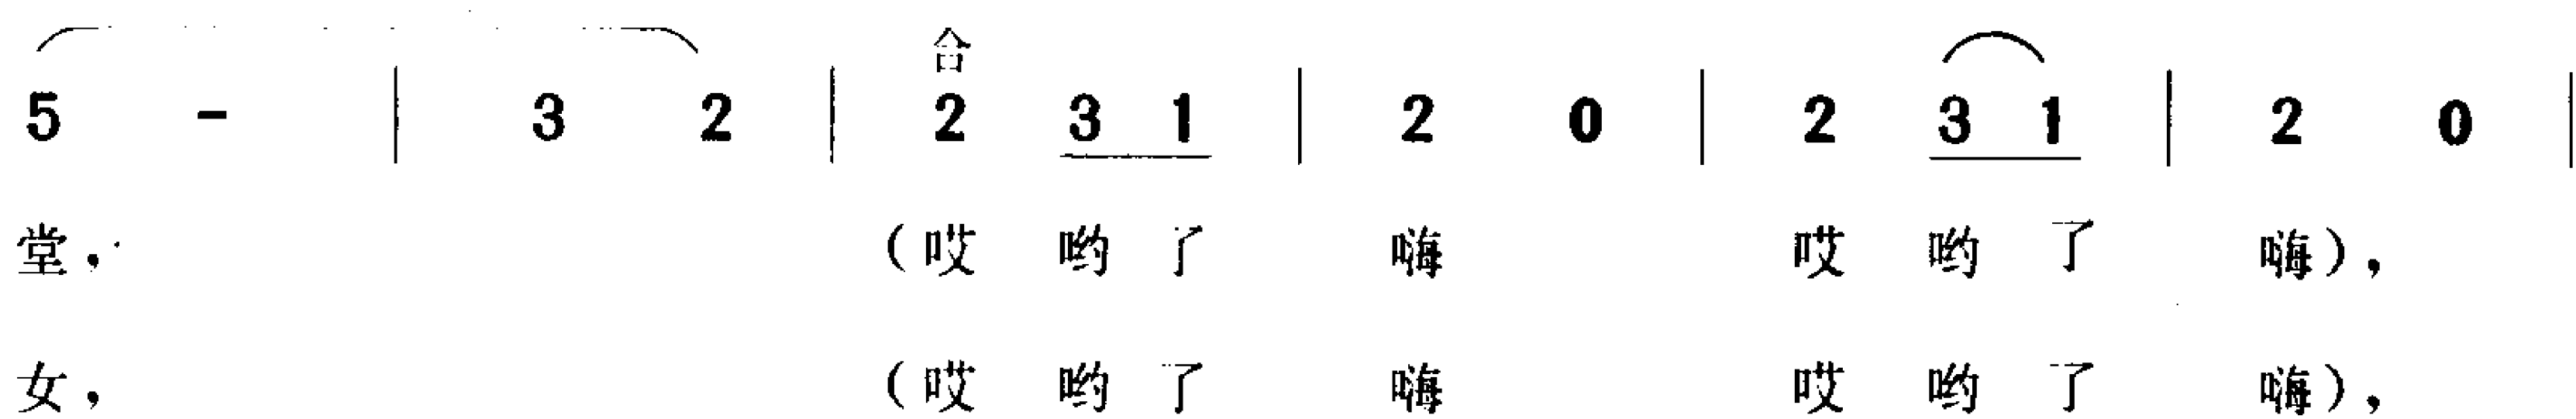 合
5 - | 3 2 | 2 3 1 | 2 0 | 2 3 1 | 2 0 |
堂， （哎 哟 了 嗨 哎 哟 了 嗨），
女， （哎 哟 了 嗨 哎 哟 了 嗨），